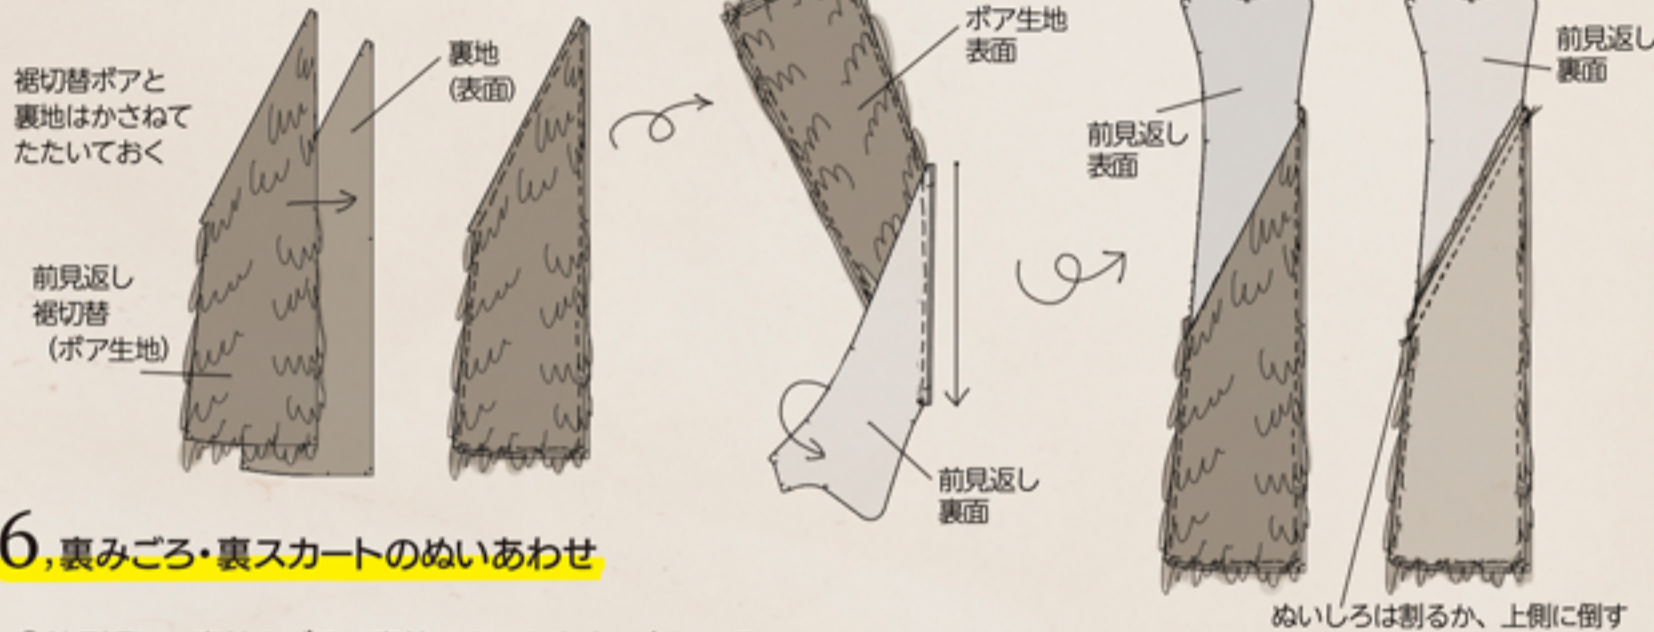 裾切替ボアと
裏地はかさねて
たたいておく
裏地
(表面)
前見返し
裾切替
(ボア生地)
ボア生地
表面
前見返し
裏面
前見返し
表面
前見返し
裏面
ぬいしろは割るか、上側に倒す
6,裏みごろ・裏スカートのぬいあわせ